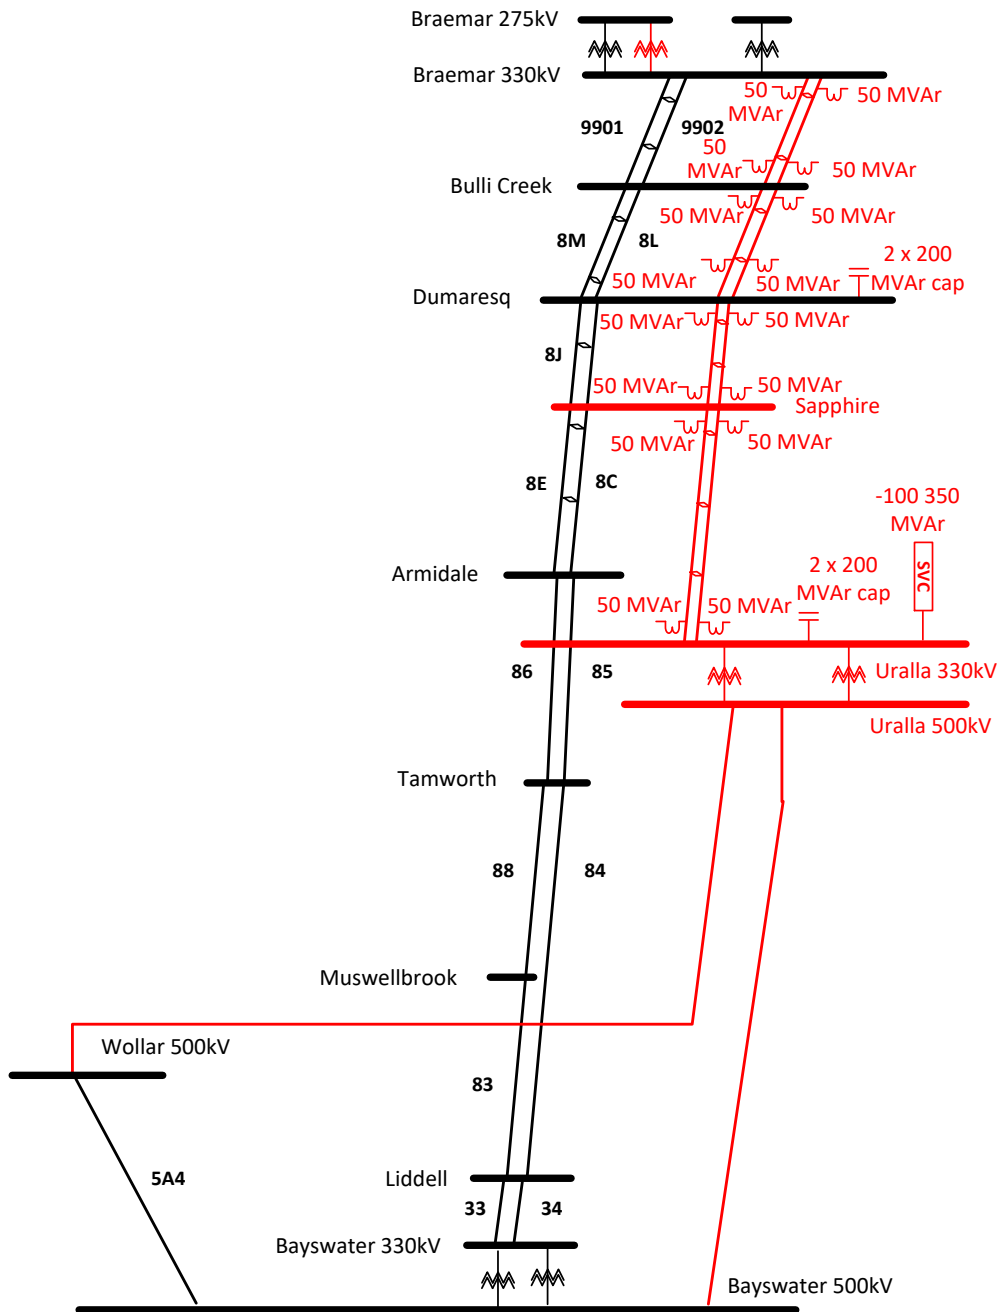 Braemar 275kV
Braemar 330kV
50
MVAr
50 MVAr
9901
9902
50
MVAr
50 MVAr
Bulli Creek
50 MVAr
50 MVAr
8M
8L
2 x 200
MVAr cap
50 MVAr
50 MVAr
Dumaresq
50 MVAr
50 MVAr
8J
50 MVAr
50 MVAr
Sapphire
50 MVAr
50 MVAr
8E
8C
-100 350
MVAr
SVC
Armidale
2 x 200
MVAr cap
50 MVAr
50 MVAr
86
85
Uralla 330kV
Uralla 500kV
Tamworth
88
84
Muswellbrook
Wollar 500kV
83
5A4
Liddell
33
34
Bayswater 330kV
Bayswater 500kV